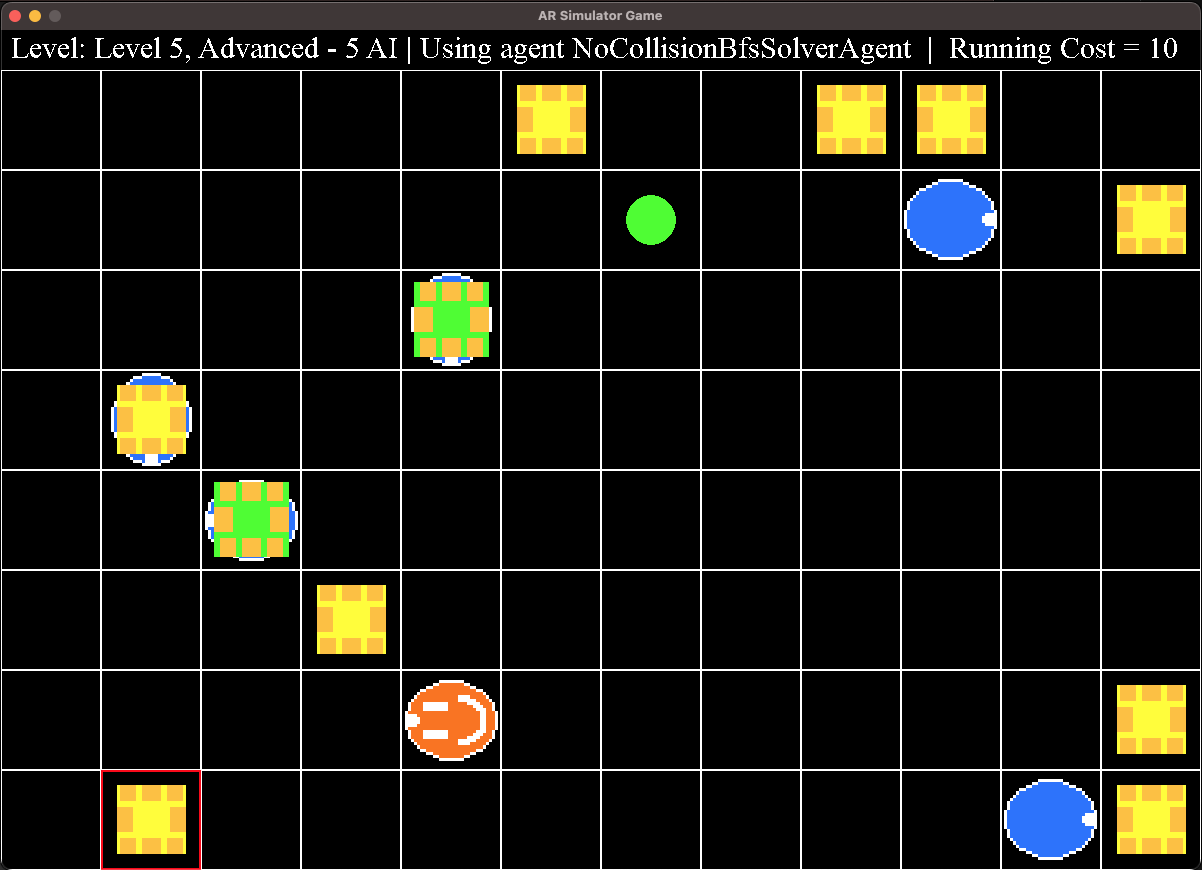 AR Simulator Game
Level: Level 5, Advanced - 5 AI | Using agent NoCollisionBfsSolverAgent | Running Cost = 10